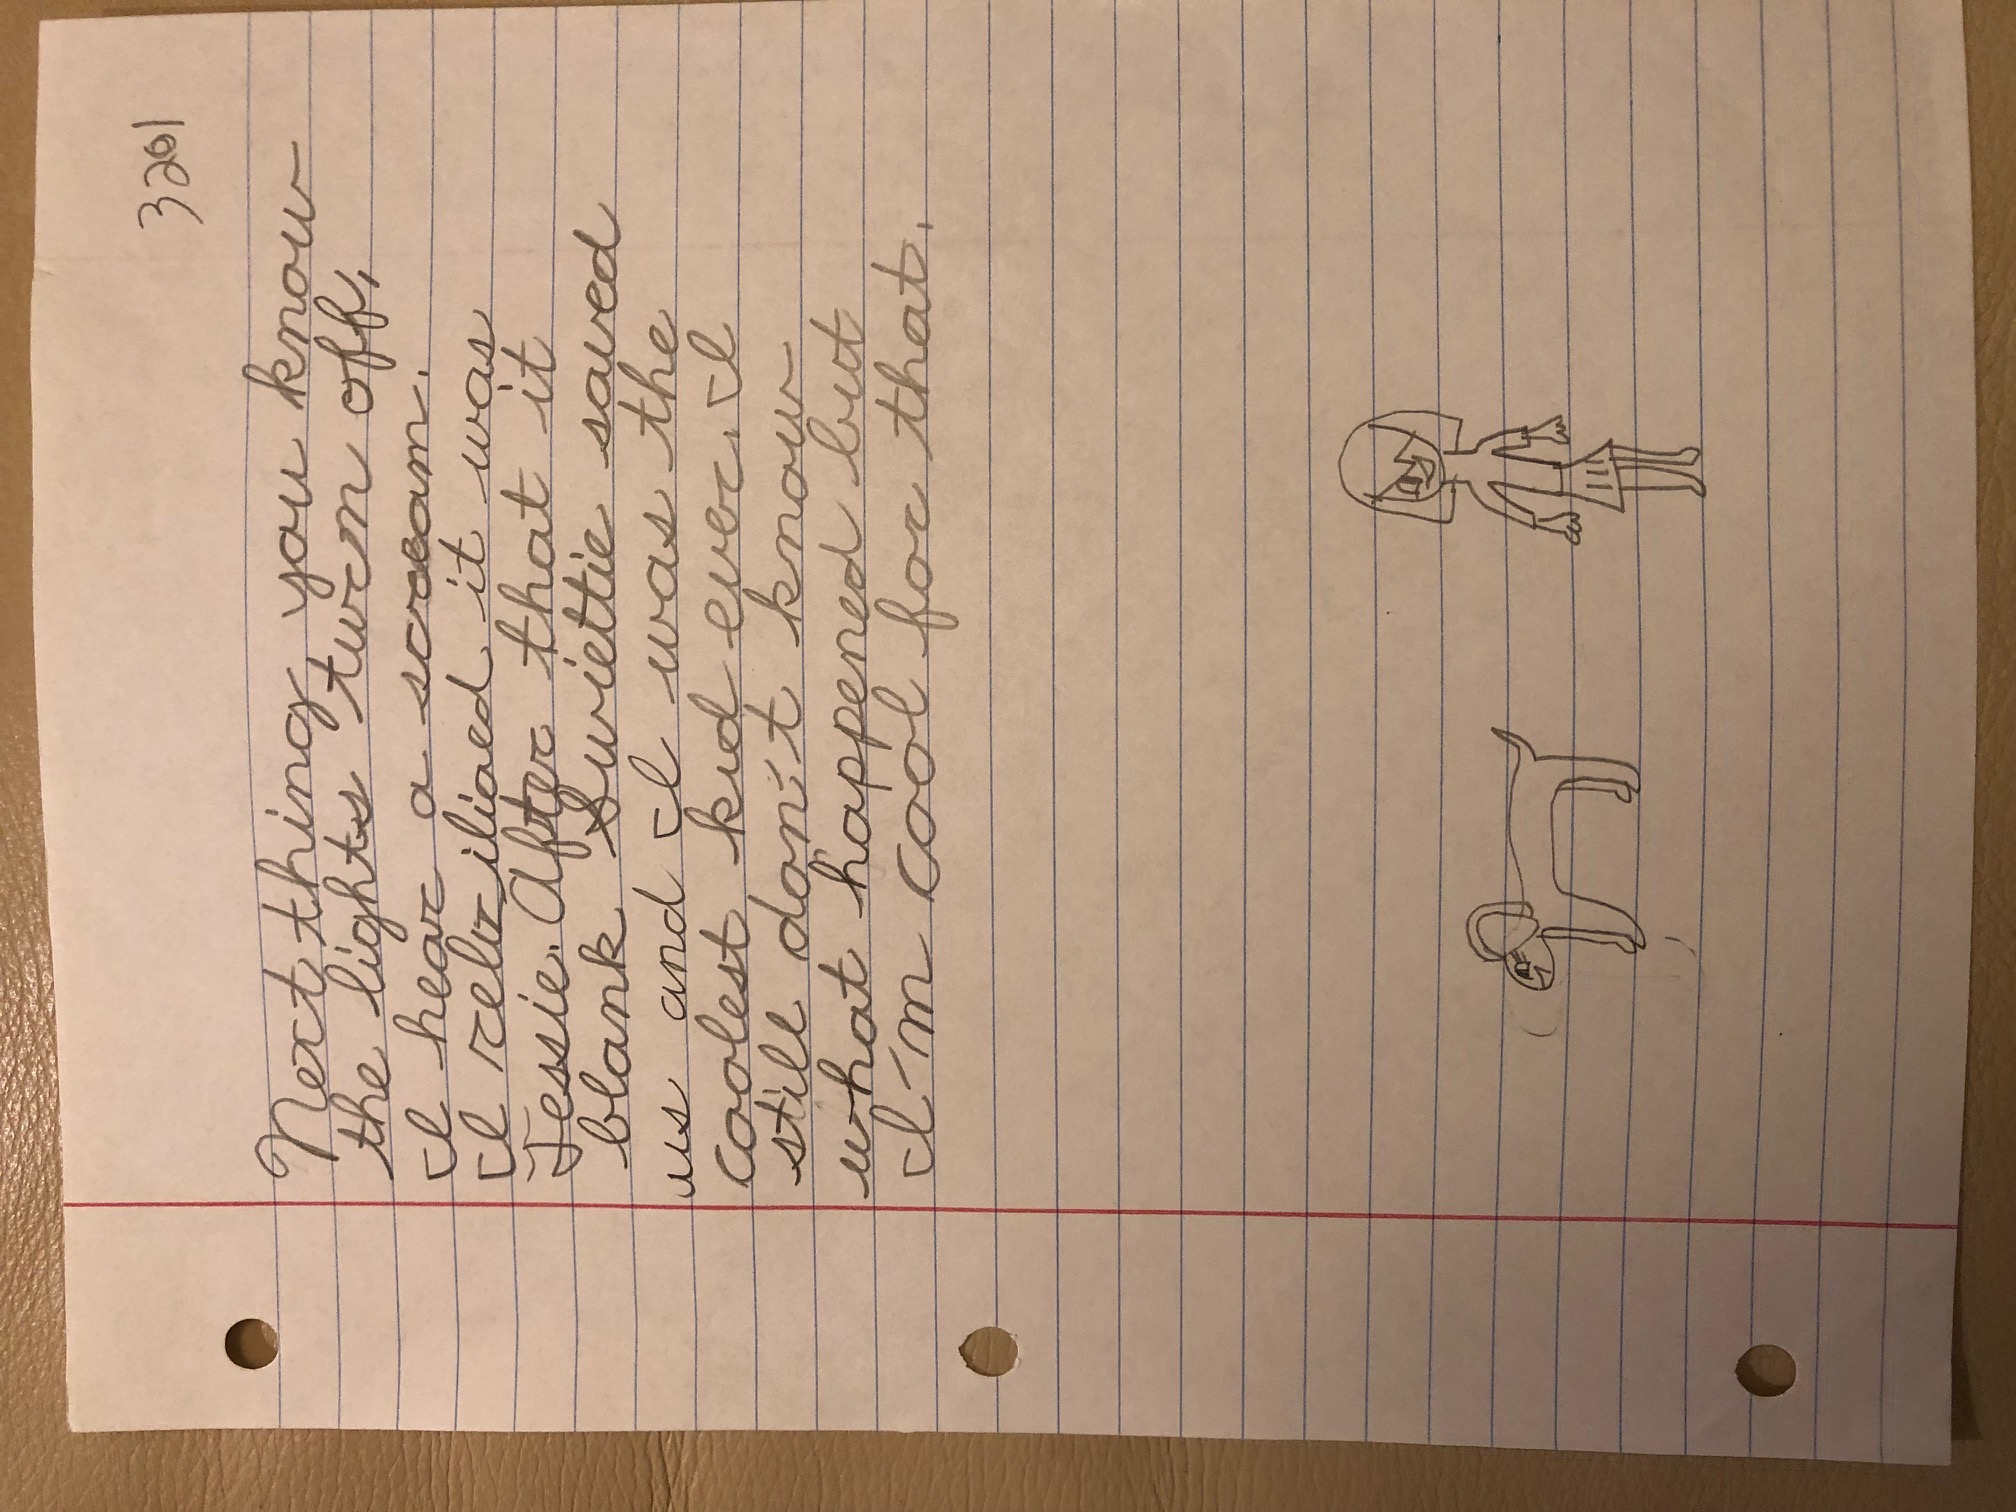 3201
Next thing you know
the lights turn off,
I hear a scream.
I it was
Jessie. After that it
blank Swiettie saved
us and I was the
coolest kid ever. I
still don't know
what happened but
I'm cool for that.